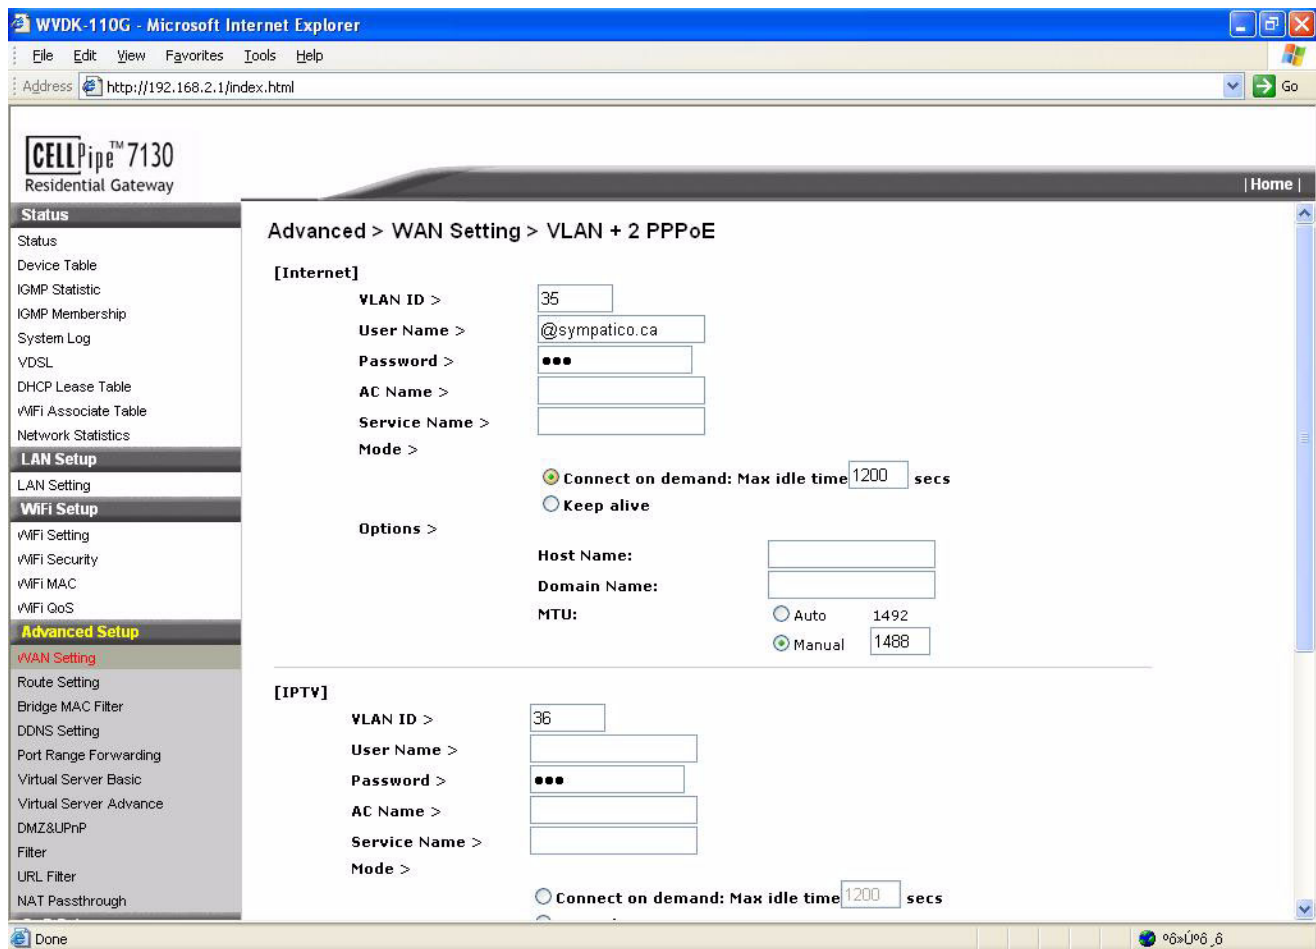 WVDK-110G - Microsoft Internet Explorer
File Edit View Favorites Tools Help
Address http://192.168.2.1/index.html Go
CELLPipe™ 7130
Residential Gateway
| Home |
Status
Status
Device Table
IGMP Statistic
IGMP Membership
System Log
VDSL
DHCP Lease Table
WiFi Associate Table
Network Statistics
LAN Setup
LAN Setting
WiFi Setup
WiFi Setting
WiFi Security
WiFi MAC
WiFi QoS
Advanced Setup
WAN Setting
Route Setting
Bridge MAC Filter
DDNS Setting
Port Range Forwarding
Virtual Server Basic
Virtual Server Advance
DMZ&UPnP
Filter
URL Filter
NAT Passthrough
Advanced > WAN Setting > VLAN + 2 PPPoE
[Internet]
VLAN ID > 35
User Name > @sympatico.ca
Password > •••
AC Name >
Service Name >
Mode >
Connect on demand: Max idle time 1200 secs
Keep alive
Options >
Host Name:
Domain Name:
MTU: Auto 1492
Manual 1488
[IPTV]
VLAN ID > 36
User Name >
Password > •••
AC Name >
Service Name >
Mode >
Connect on demand: Max idle time 1200 secs
Done